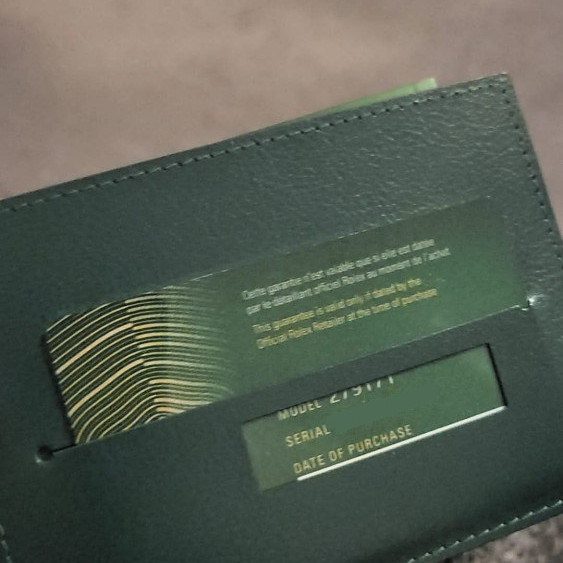 Cette garantie n'est valable que si elle est datée
par le détaillant officiel Rolex au moment de l'achat
This guarantee is valid only if dated by the
Official Rolex Retailer at the time of purchase
MODEL
SERIAL
DATE OF PURCHASE